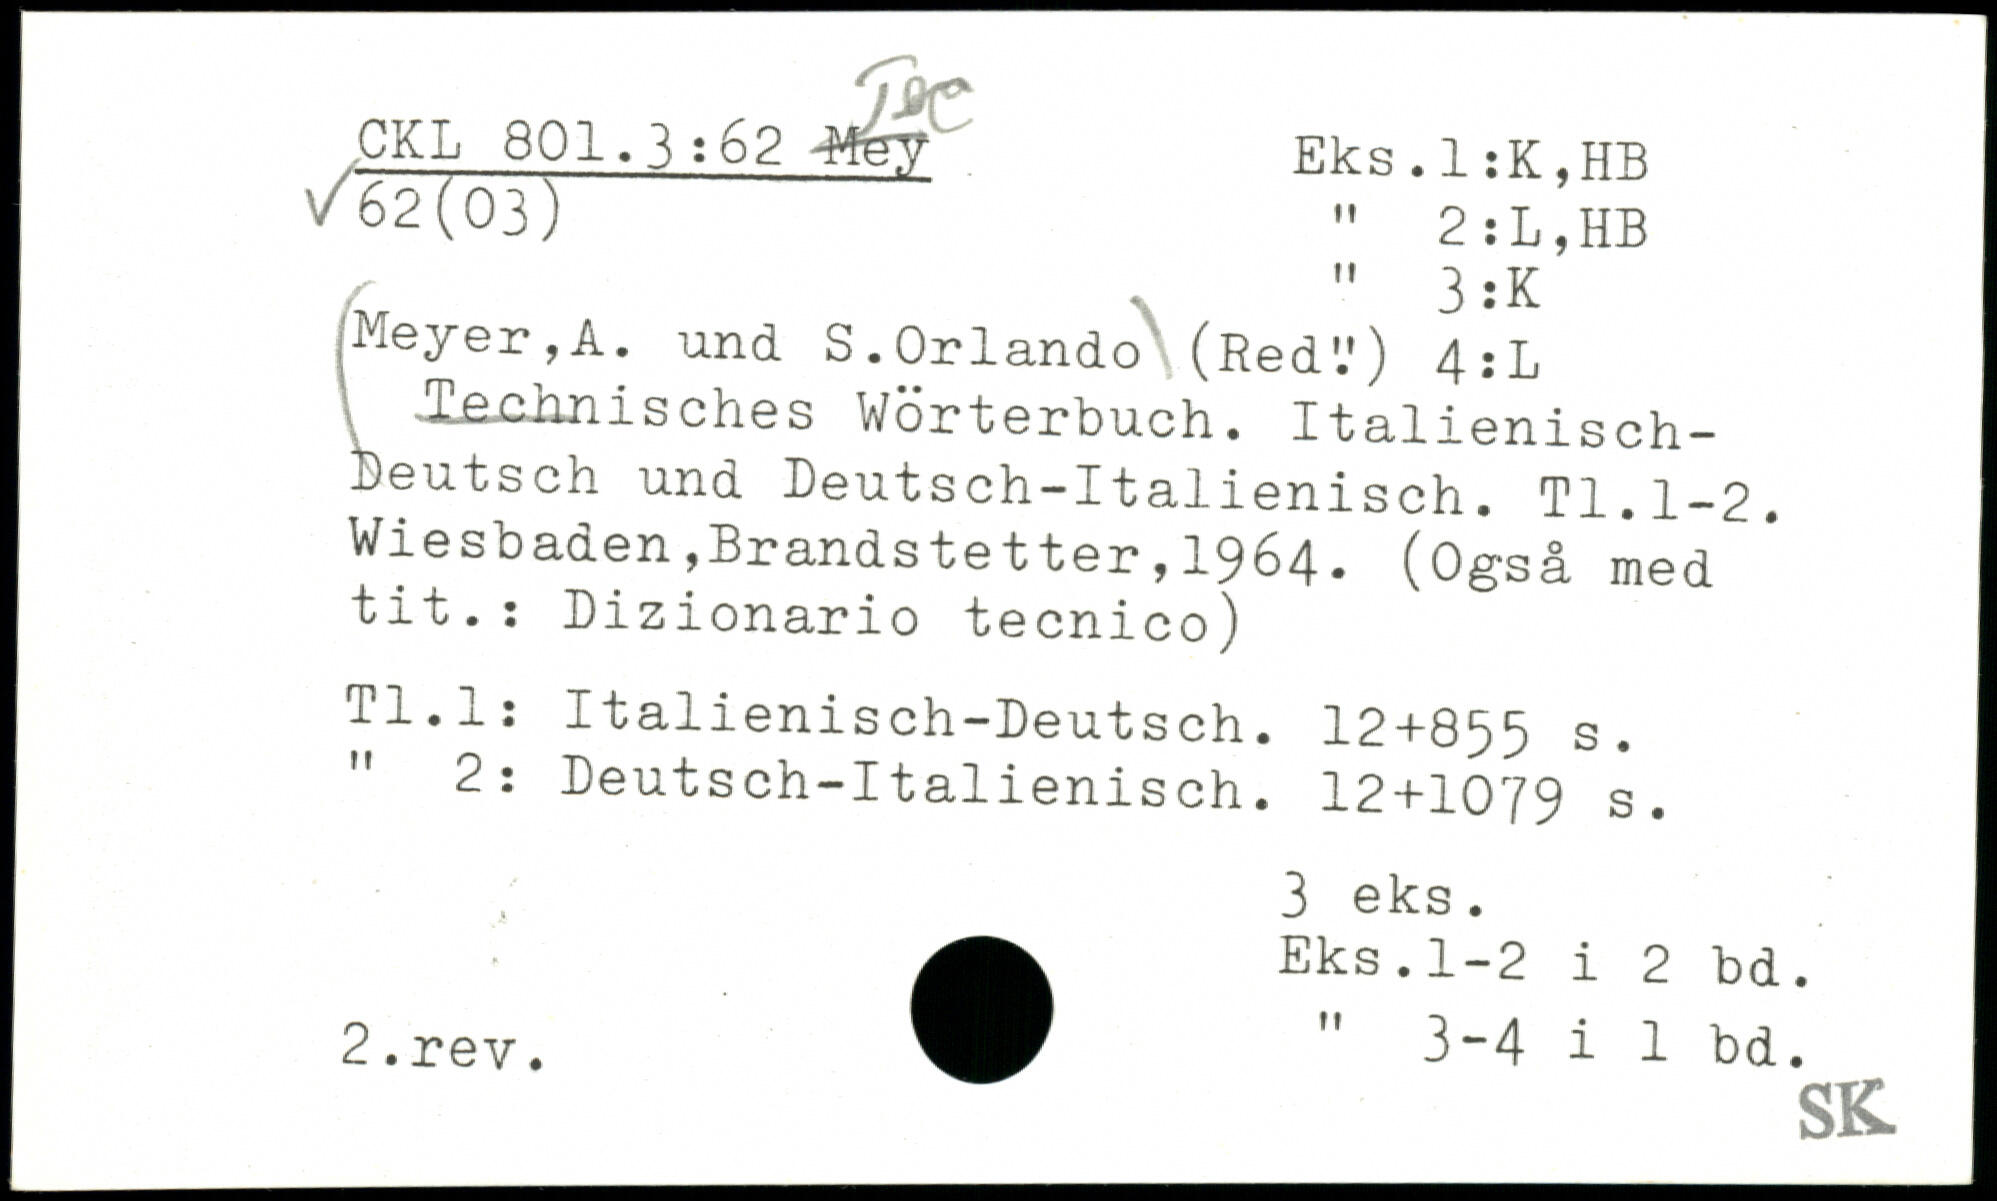 Tec
CKL 801.3:62 Mey
62(03)
Eks.1:K,HB
" 2:L,HB
" 3:K
Meyer,A. und S.Orlando (Red.) " 4:L
Technisches Wörterbuch. Italienisch-
Deutsch und Deutsch-Italienisch. Tl.1-2.
Wiesbaden,Brandstetter,1964. (Også med
tit.: Dizionario tecnico)
Tl.1: Italienisch-Deutsch. 12+855 s.
" 2: Deutsch-Italienisch. 12+1079 s.
3 eks.
Eks.1-2 i 2 bd.
" 3-4 i 1 bd.
2.rev.
SK